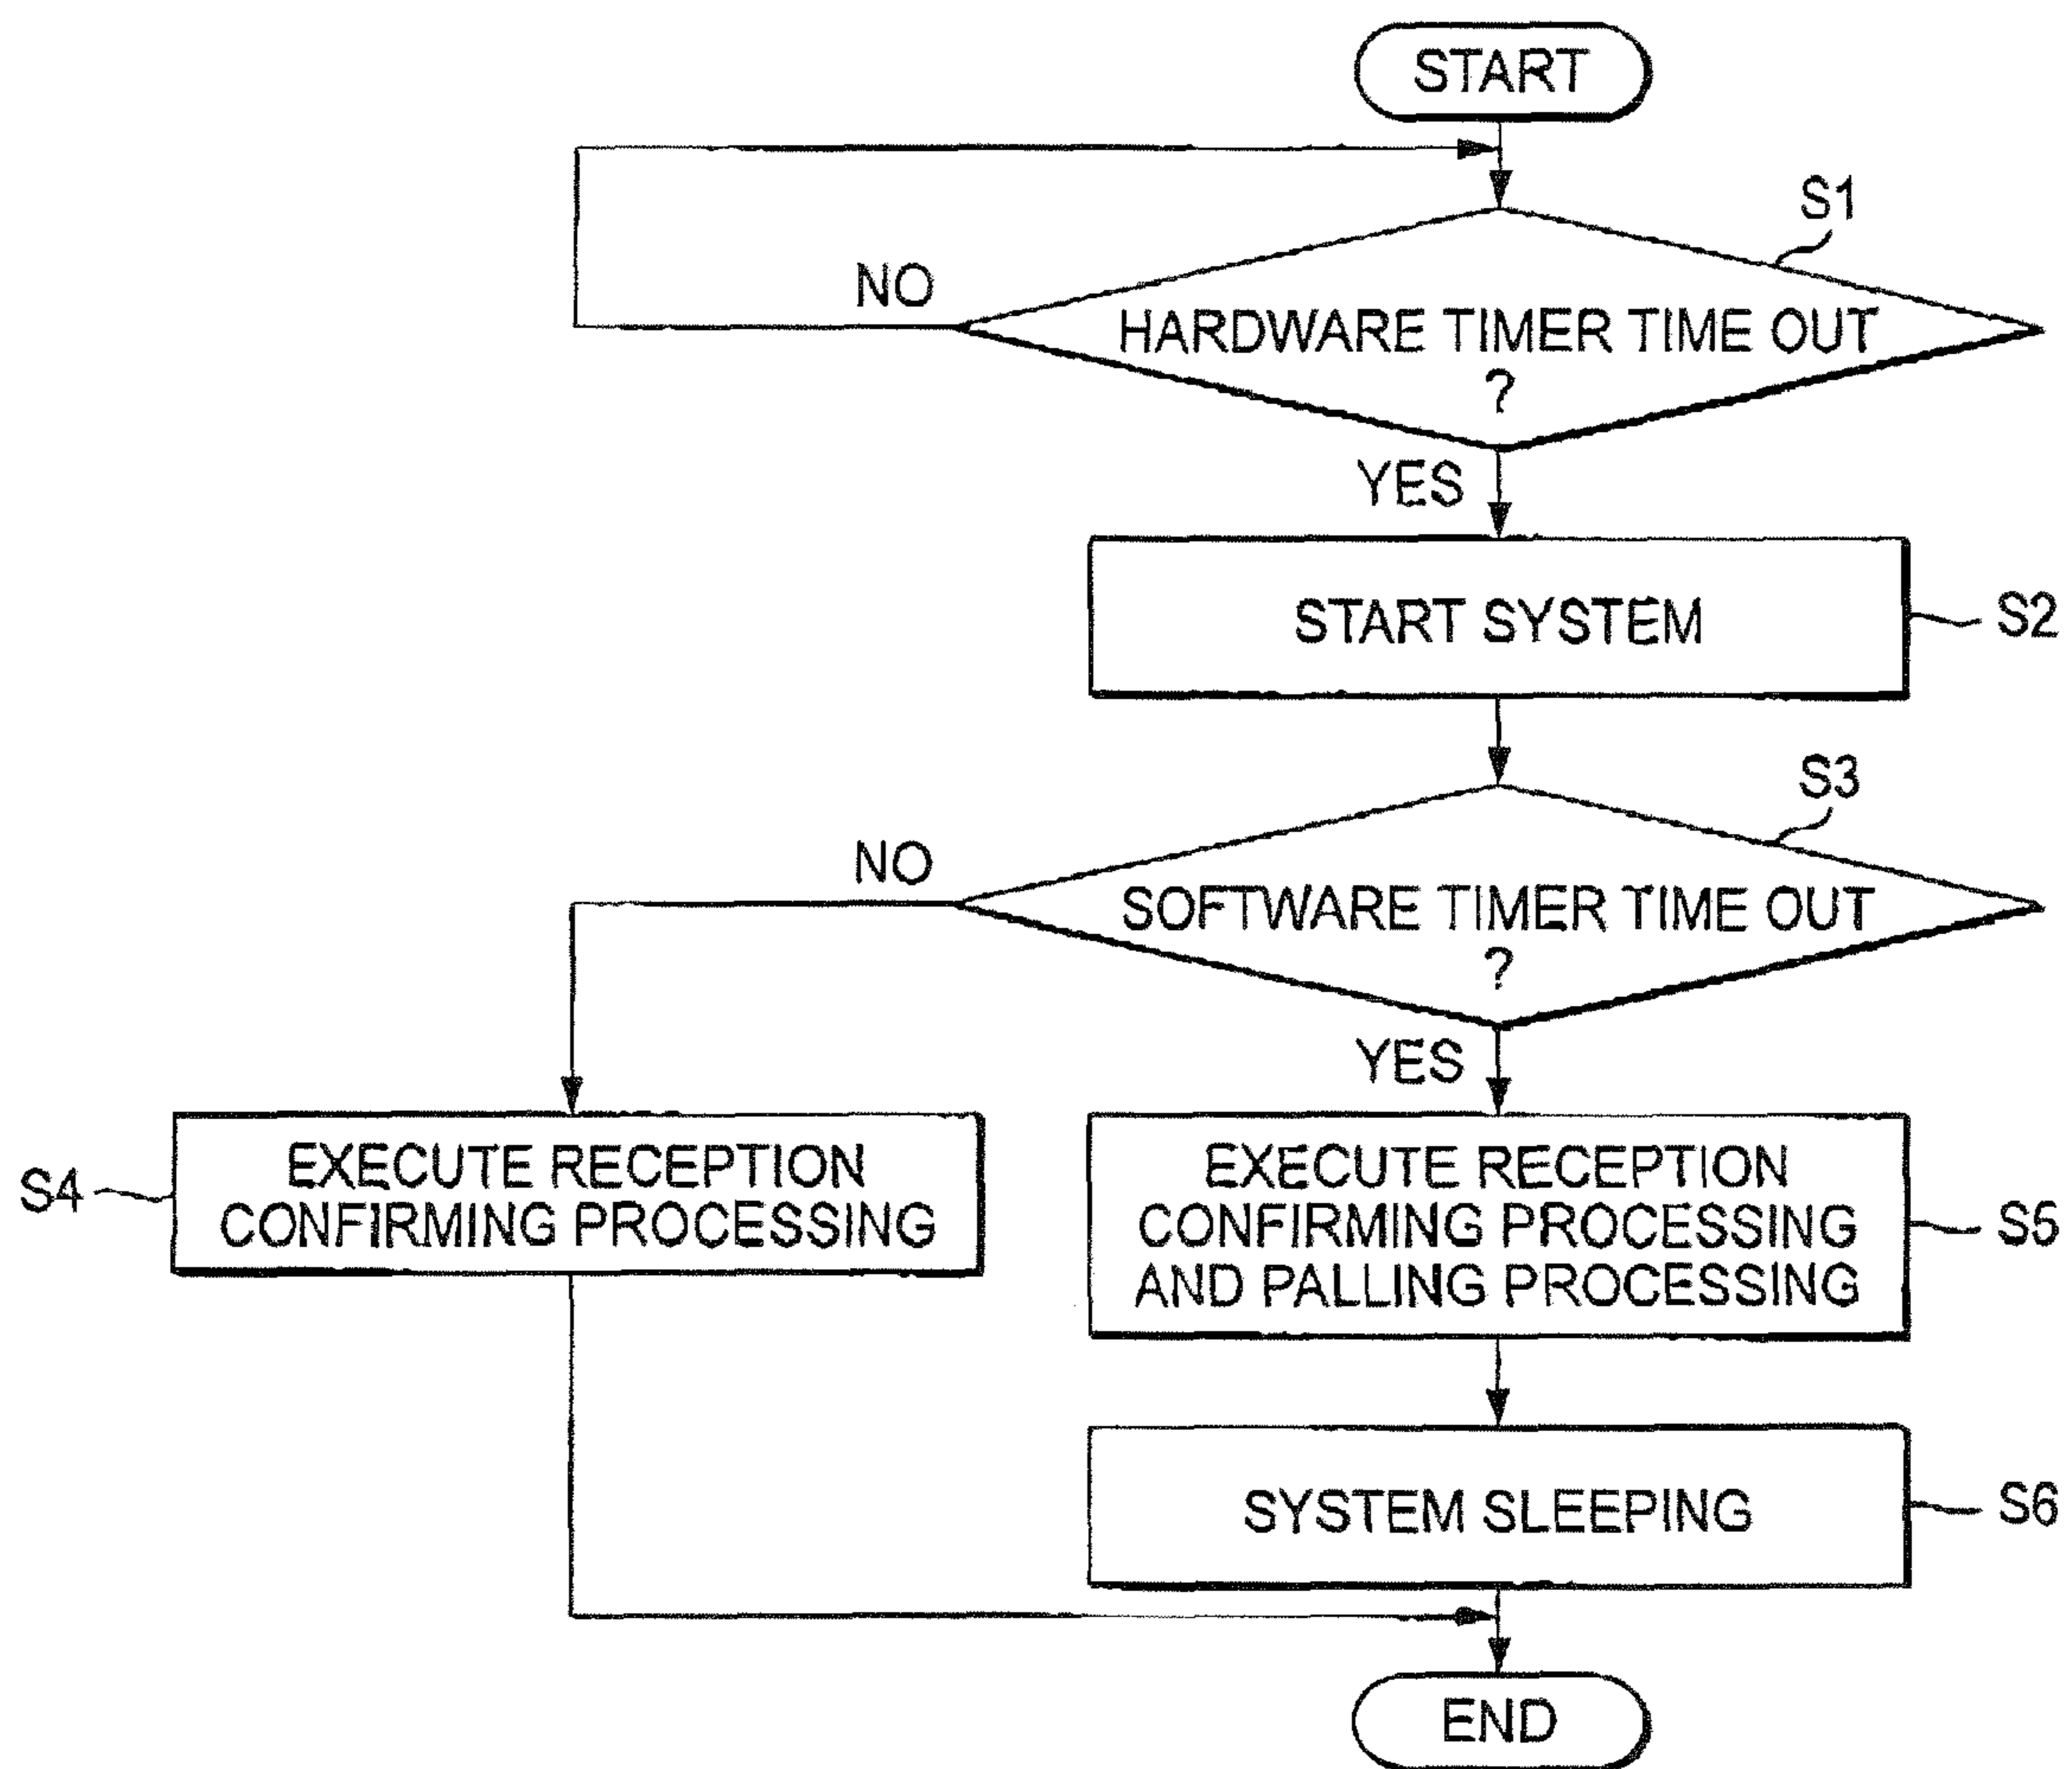 START
S1
NO
HARDWARE TIMER TIME OUT
?
YES
START SYSTEM
S2
S3
NO
SOFTWARE TIMER TIME OUT
?
YES
S4
EXECUTE RECEPTION
CONFIRMING PROCESSING
EXECUTE RECEPTION
CONFIRMING PROCESSING
AND PALLING PROCESSING
S5
SYSTEM SLEEPING
S6
END